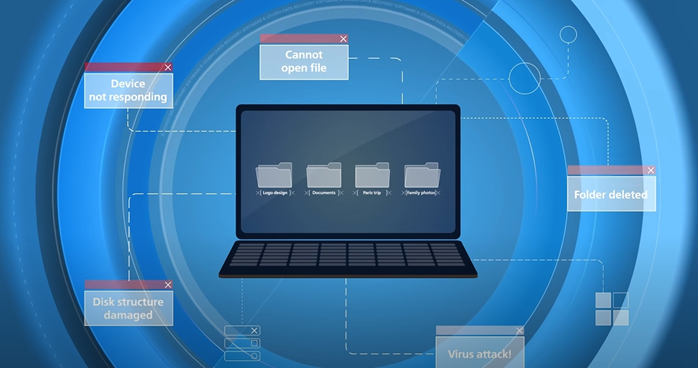 Cannot
open file
Device
not responding
Logo design
Documents
Paris trip
Family photos
Folder deleted
Disk structure
damaged
Virus attack!